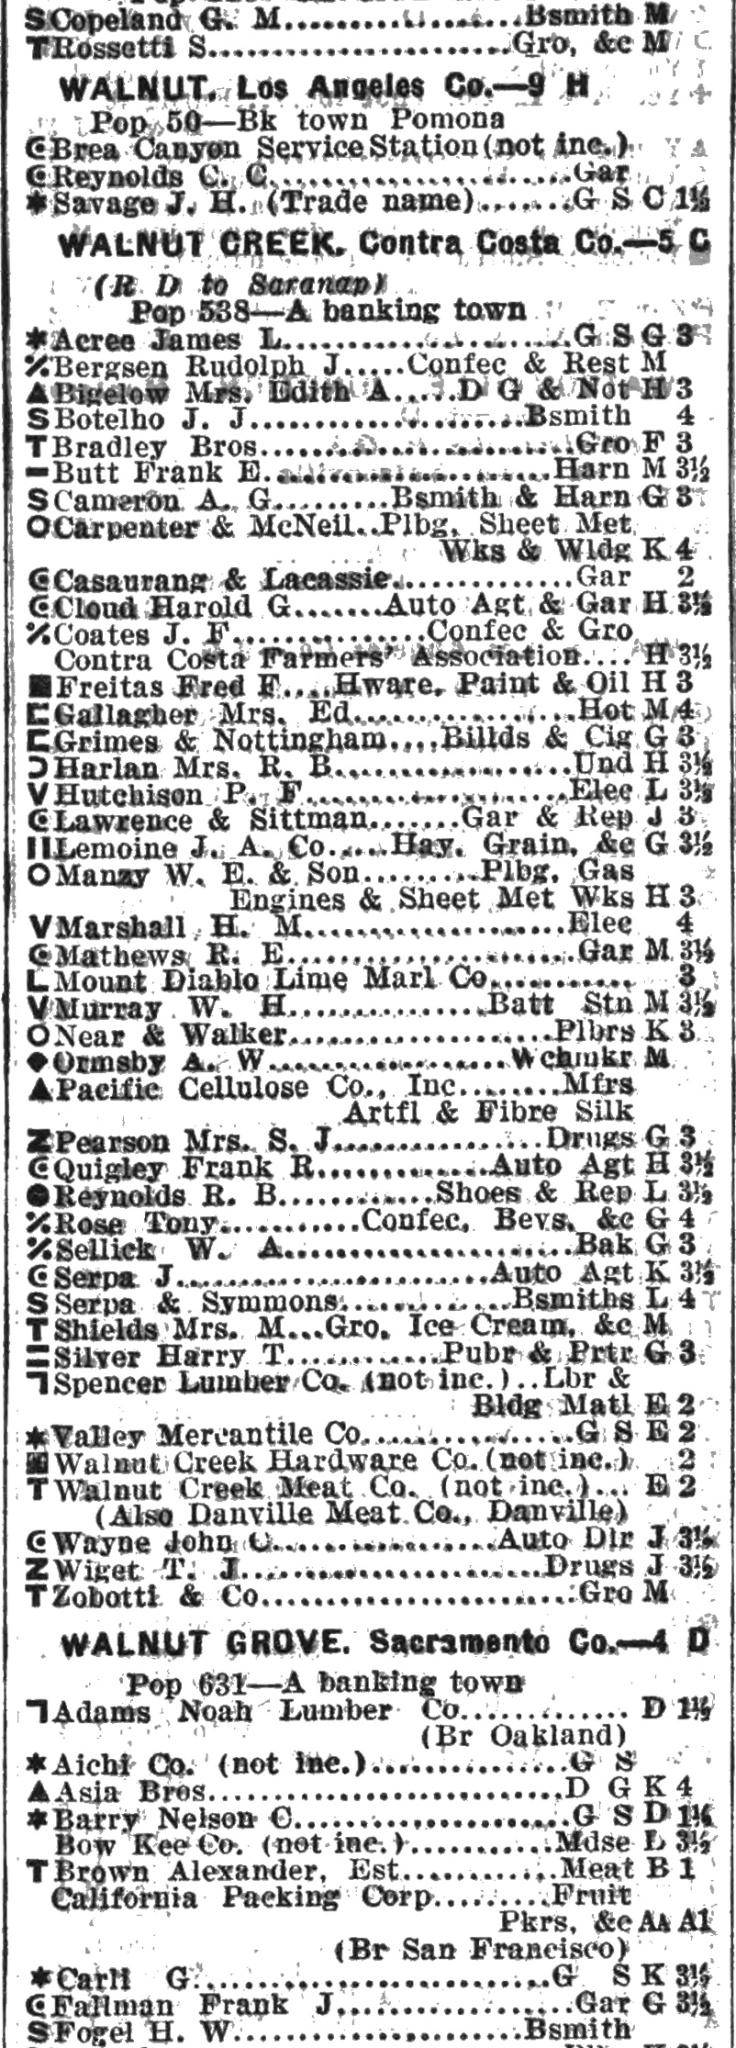 S Copeland G. M..................Bsmith M
T Rossetti S.......................Gro, &c M
WALNUT, Los Angeles Co.—9 H
Pop 50—Bk town Pomona
Brea Canyon Service Station (not inc.)
Reynolds C. C.......................Gar
* Savage J. H. (Trade name).......G S C 1½
WALNUT CREEK, Contra Costa Co.—5 C
(R D to Saranap)
Pop 538—A banking town
* Acree James L.....................G S G 3
% Bergsen Rudolph J.....Confec & Rest M
▲ Bigelow Mrs. Edith A.....D G & Not H 3
S Botelho J. J.....................Bsmith 4
T Bradley Bros.......................Gro F 3
— Butt Frank E.....................Harn M 3½
S Cameron A. G.........Bsmith & Harn G 3
O Carpenter & McNeil..Plbg, Sheet Met
Wks & Wldg K 4
Casaurang & Lacassie.............Gar 2
Cloud Harold G.......Auto Agt & Gar H 3½
% Coates J. F...............Confec & Gro
Contra Costa Farmers' Association.... H 3½
■ Freitas Fred F....Hware, Paint & Oil H 3
Gallagher Mrs. Ed.................Hot M 4
Grimes & Nottingham....Billds & Cig G 3
Harlan Mrs. R. B..................Und H 3½
V Hutchison P. F..................Elec L 3½
Lawrence & Sittman.......Gar & Rep J 3
Lemoine J. A. Co.....Hay, Grain, &c G 3½
O Manzy W. E. & Son.........Plbg, Gas
Engines & Sheet Met Wks H 3
V Marshall H. M....................Elec 4
Mathews R. E......................Gar M 3½
L Mount Diablo Lime Marl Co............ 3
V Murray W. H...............Batt Stn M 3½
O Near & Walker....................Plbrs K 3
◆ Ormsby A. W..................Wchmkr M
▲ Pacific Cellulose Co., Inc........Mfrs
Artfl & Fibre Silk
Z Pearson Mrs. S. J................Drugs G 3
Quigley Frank R.............Auto Agt H 3½
● Reynolds R. B............Shoes & Rep L 3½
% Rose Tony...........Confec, Bevs, &c G 4
% Sellick W. A......................Bak G 3
Serpa J.......................Auto Agt K 3½
S Serpa & Symmons............Bsmiths L 4
T Shields Mrs. M...Gro, Ice Cream, &c M
Silver Harry T............Pubr & Prtr G 3
Spencer Lumber Co. (not inc.)..Lbr &
Bldg Matl E 2
* Valley Mercantile Co................G S E 2
Walnut Creek Hardware Co. (not inc.) 2
T Walnut Creek Meat Co. (not inc.)... E 2
(Also Danville Meat Co., Danville)
Wayne John C.................Auto Dlr J 3½
Z Wiget T. J.....................Drugs J 3½
T Zobotti & Co.......................Gro M
WALNUT GROVE, Sacramento Co.—4 D
Pop 631—A banking town
Adams Noah Lumber Co............. D 1½
(Br Oakland)
* Aichi Co. (not inc.)...............G S
▲ Asia Bros..........................D G K 4
* Barry Nelson C....................G S D 1½
Bow Kee Co. (not inc.)...........Mdse L 3½
T Brown Alexander, Est............Meat B 1
California Packing Corp.........Fruit
Pkrs, &c AA A1
(Br San Francisco)
* Carli G..........................G S K 3½
Fallman Frank J.................Gar G 3½
S Fogel H. W.....................Bsmith